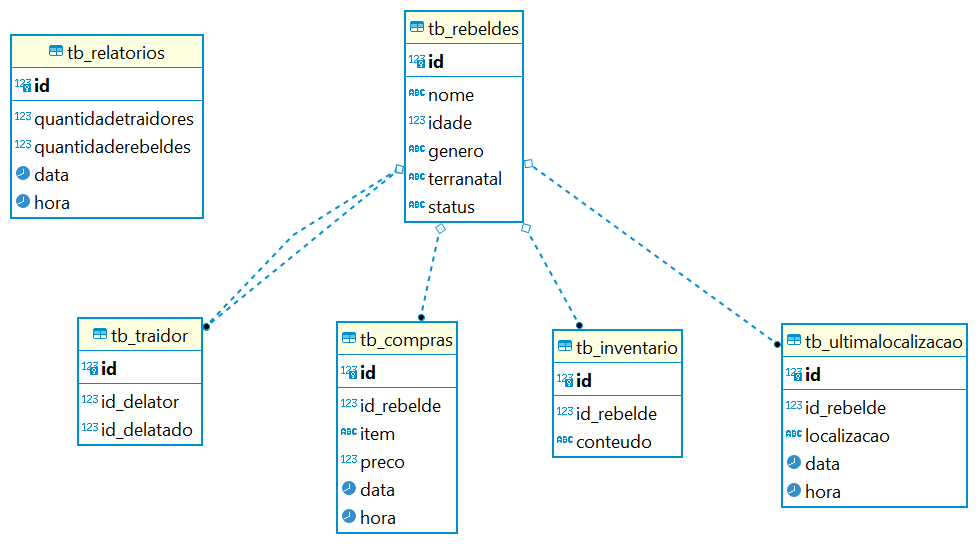 tb_relatorios
123 id
123 quantidadetraidores
123 quantidaderebeldes
data
hora
tb_rebeldes
123 id
ABC nome
123 idade
ABC genero
ABC terranatal
ABC status
tb_traidor
123 id
123 id_delator
123 id_delatado
tb_compras
123 id
123 id_rebelde
ABC item
123 preco
data
hora
tb_inventario
123 id
123 id_rebelde
ABC conteudo
tb_ultimalocalizacao
123 id
123 id_rebelde
ABC localizacao
data
hora